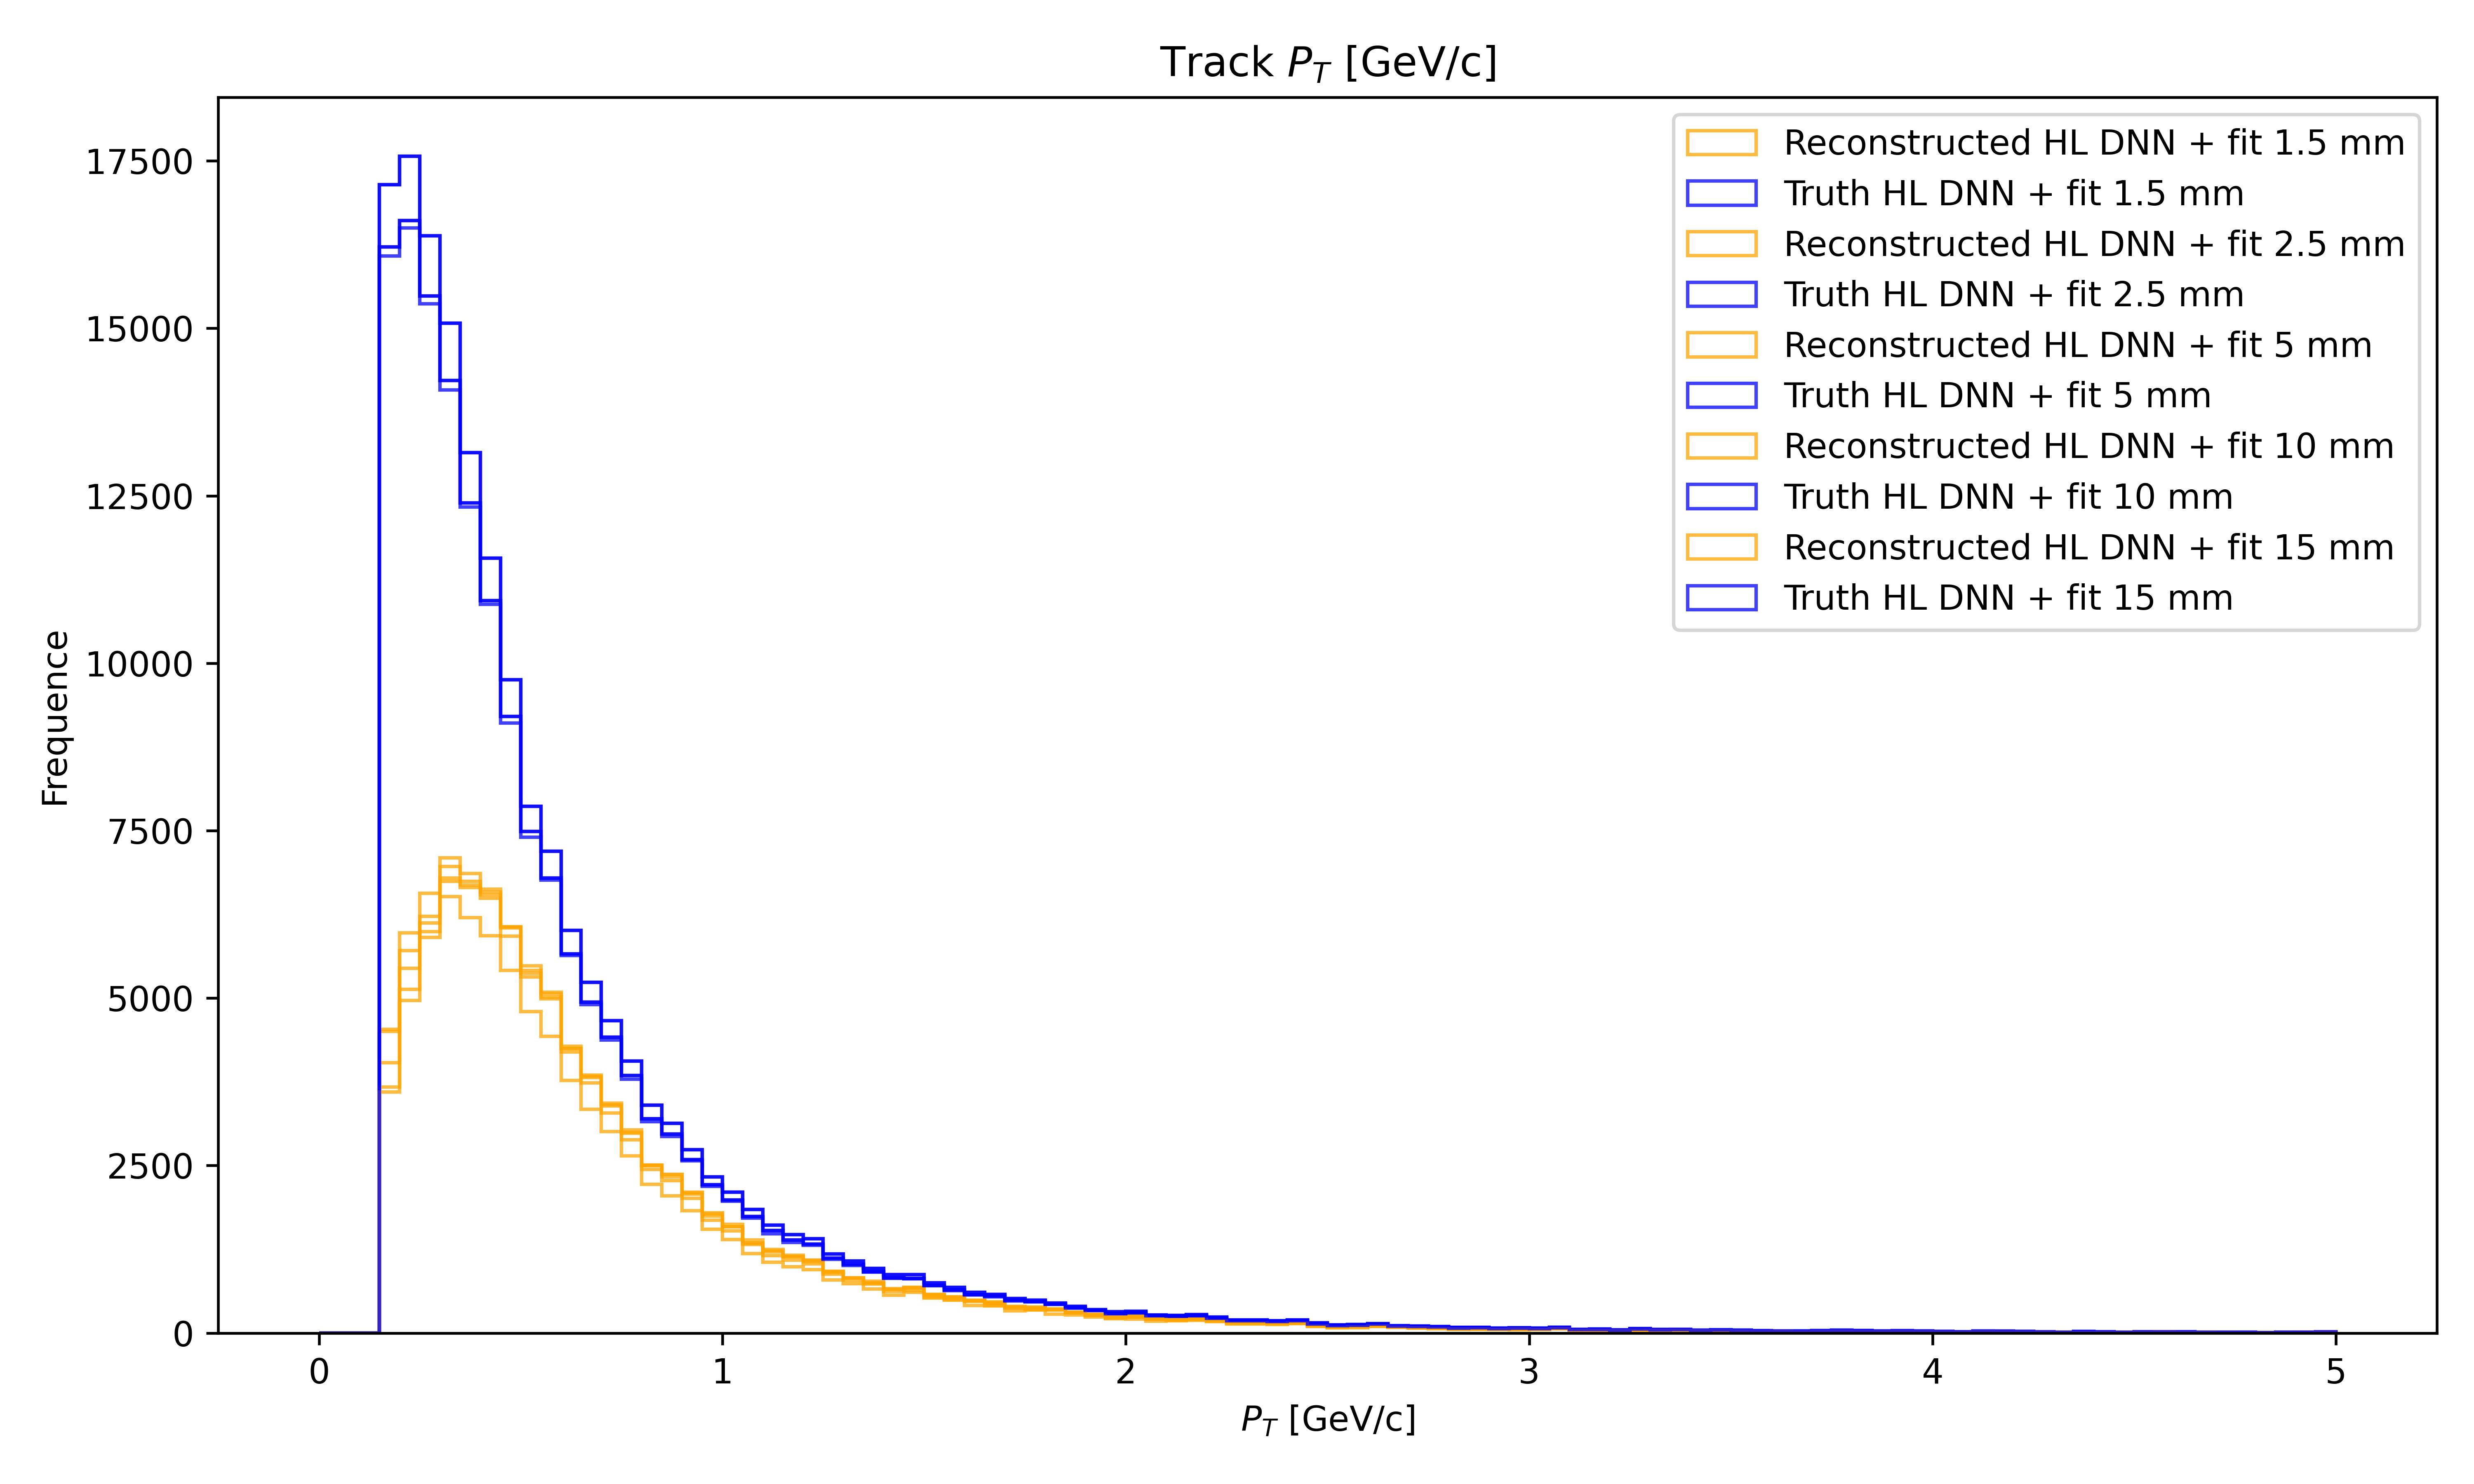 Track P_T [GeV/c]
17500
15000
12500
10000
7500
5000
2500
0
Frequence
Reconstructed HL DNN + fit 1.5 mm
Truth HL DNN + fit 1.5 mm
Reconstructed HL DNN + fit 2.5 mm
Truth HL DNN + fit 2.5 mm
Reconstructed HL DNN + fit 5 mm
Truth HL DNN + fit 5 mm
Reconstructed HL DNN + fit 10 mm
Truth HL DNN + fit 10 mm
Reconstructed HL DNN + fit 15 mm
Truth HL DNN + fit 15 mm
0 1 2 3 4 5
P_T [GeV/c]